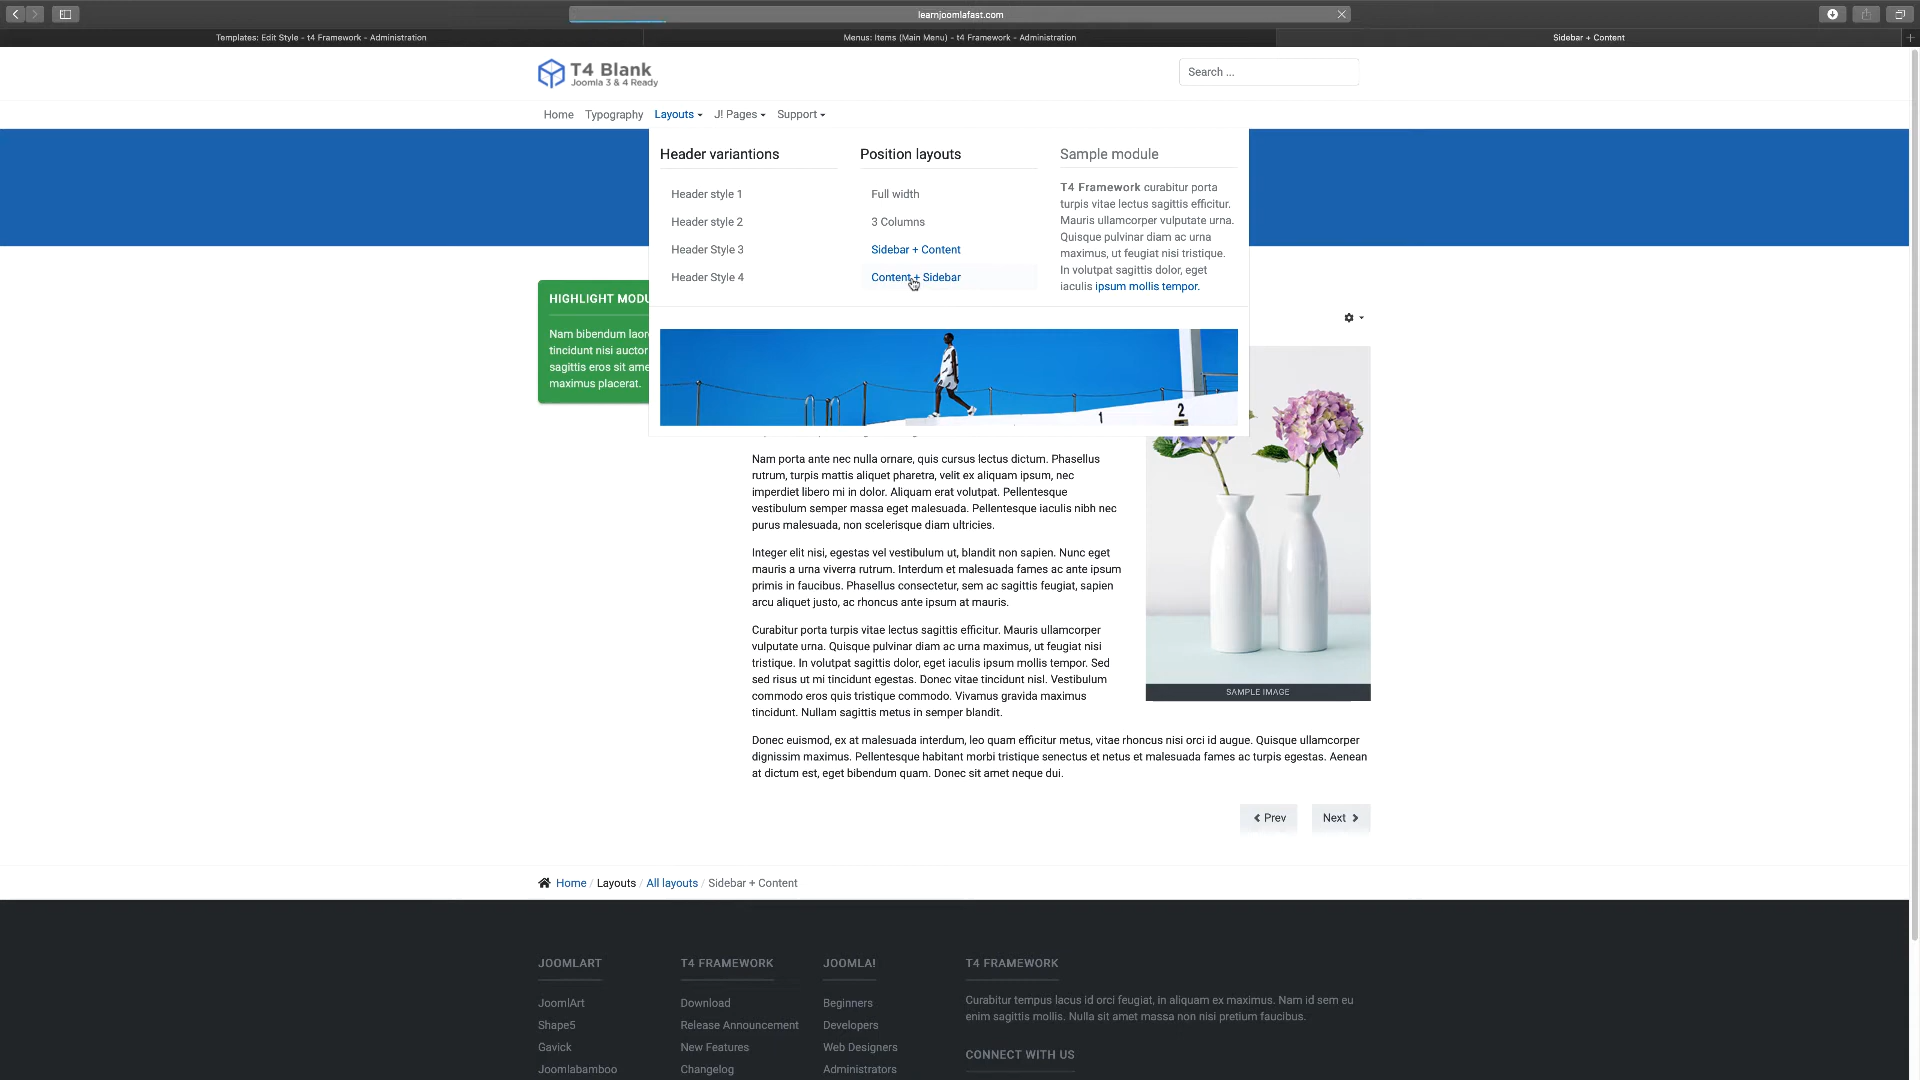 learnjoomlafast.com
Templates: Edit Style - t4 Framework - Administration
Menus: Items (Main Menu) - t4 Framework - Administration
Sidebar + Content
T4 Blank
Joomla 3 & 4 Ready
Search ...
Home
Typography
Layouts
J! Pages
Support
Header variantions
Header style 1
Header style 2
Header Style 3
Header Style 4
Position layouts
Full width
3 Columns
Sidebar + Content
Content + Sidebar
Sample module
T4 Framework curabitur porta
turpis vitae lectus sagittis efficitur.
Mauris ullamcorper vulputate urna.
Quisque pulvinar diam ac urna
maximus, ut feugiat nisi tristique.
In volutpat sagittis dolor, eget
iaculis ipsum mollis tempor.
1
2
HIGHLIGHT MODU
Nam bibendum laor
tincidunt nisi auctor
sagittis eros sit ame
maximus placerat.
Nam porta ante nec nulla ornare, quis cursus lectus dictum. Phasellus
rutrum, turpis mattis aliquet pharetra, velit ex aliquam ipsum, nec
imperdiet libero mi in dolor. Aliquam erat volutpat. Pellentesque
vestibulum semper massa eget malesuada. Pellentesque iaculis nibh nec
purus malesuada, non scelerisque diam ultricies.
Integer elit nisi, egestas vel vestibulum ut, blandit non sapien. Nunc eget
mauris a urna viverra rutrum. Interdum et malesuada fames ac ante ipsum
primis in faucibus. Phasellus consectetur, sem ac sagittis feugiat, sapien
arcu aliquet justo, ac rhoncus ante ipsum at mauris.
Curabitur porta turpis vitae lectus sagittis efficitur. Mauris ullamcorper
vulputate urna. Quisque pulvinar diam ac urna maximus, ut feugiat nisi
tristique. In volutpat sagittis dolor, eget iaculis ipsum mollis tempor. Sed
sed risus ut mi tincidunt egestas. Donec vitae tincidunt nisl. Vestibulum
commodo eros quis tristique commodo. Vivamus gravida maximus
tincidunt. Nullam sagittis metus in semper blandit.
SAMPLE IMAGE
Donec euismod, ex at malesuada interdum, leo quam efficitur metus, vitae rhoncus nisi orci id augue. Quisque ullamcorper
dignissim maximus. Pellentesque habitant morbi tristique senectus et netus et malesuada fames ac turpis egestas. Aenean
at dictum est, eget bibendum quam. Donec sit amet neque dui.
Prev
Next
Home / Layouts / All layouts / Sidebar + Content
JOOMLART
JoomlArt
Shape5
Gavick
Joomlabamboo
T4 FRAMEWORK
Download
Release Announcement
New Features
Changelog
JOOMLA!
Beginners
Developers
Web Designers
Administrators
T4 FRAMEWORK
Curabitur tempus lacus id orci feugiat, in aliquam ex maximus. Nam id sem eu
enim sagittis mollis. Nulla sit amet massa non nisi pretium faucibus.
CONNECT WITH US